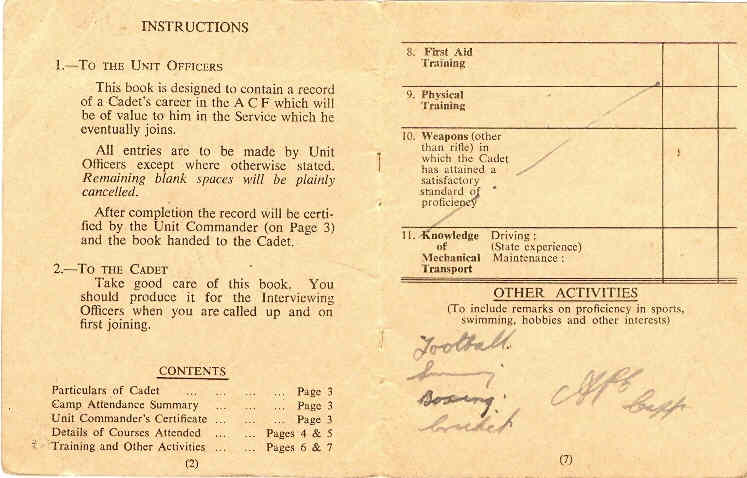 INSTRUCTIONS
1.—TO THE UNIT OFFICERS
This book is designed to contain a record
of a Cadet's career in the A C F which will
be of value to him in the Service which he
eventually joins.
All entries are to be made by Unit
Officers except where otherwise stated.
Remaining blank spaces will be plainly
cancelled.
After completion the record will be certi-
fied by the Unit Commander (on Page 3)
and the book handed to the Cadet.
2.—TO THE CADET
Take good care of this book. You
should produce it for the Interviewing
Officers when you are called up and on
first joining.
CONTENTS
Particulars of Cadet ... ... ... ... Page 3
Camp Attendance Summary ... ... ... Page 3
Unit Commander's Certificate ... ... ... Page 3
Details of Courses Attended ... ... Pages 4 & 5
Training and Other Activities ... ... Pages 6 & 7
(2)
8. First Aid
Training
9. Physical
Training
10. Weapons (other
than rifle) in
which the Cadet
has attained a
satisfactory
standard of
proficiency
11. Knowledge Driving :
of (State experience)
Mechanical Maintenance :
Transport
OTHER ACTIVITIES
(To include remarks on proficiency in sports,
swimming, hobbies and other interests)
Football
Boxing
Cricket
Capt
(7)